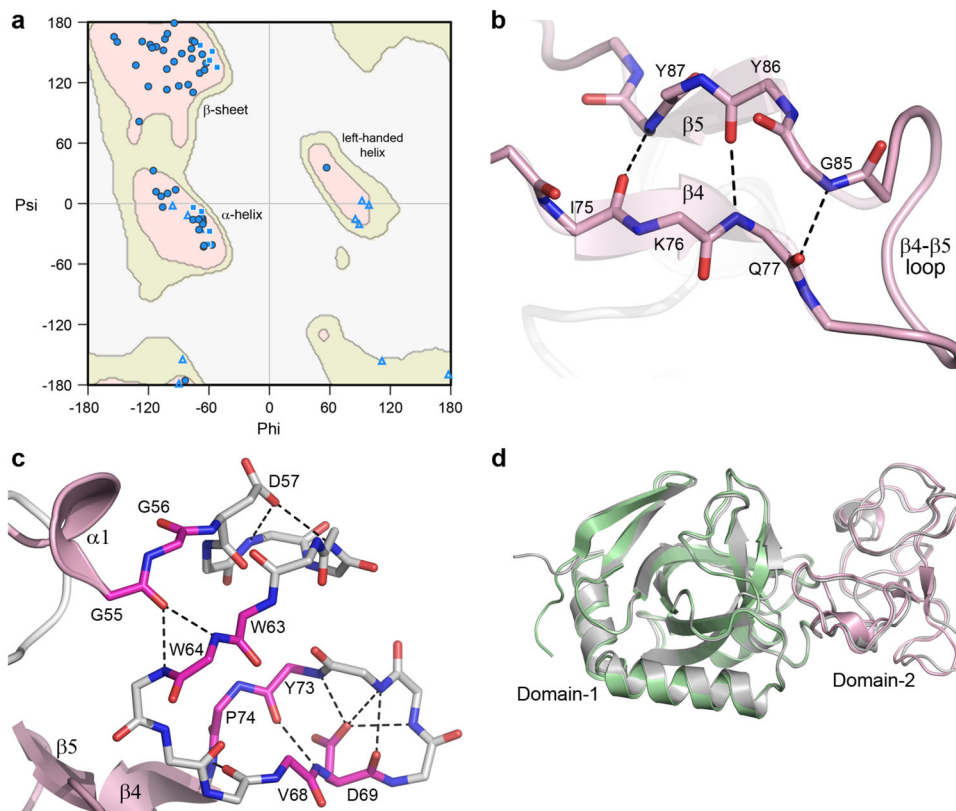 a
180
120
60
0
-60
-120
-180
Psi
β-sheet
left-handed
helix
α-helix
-180 -120 -60 0 60 120 180
Phi
b
Y87
Y86
β5
G85
β4
I75
K76
Q77
β4-β5
loop
c
D57
G56
α1
G55
W63
W64
Y73
P74
β5
β4
V68
D69
d
Domain-1
Domain-2